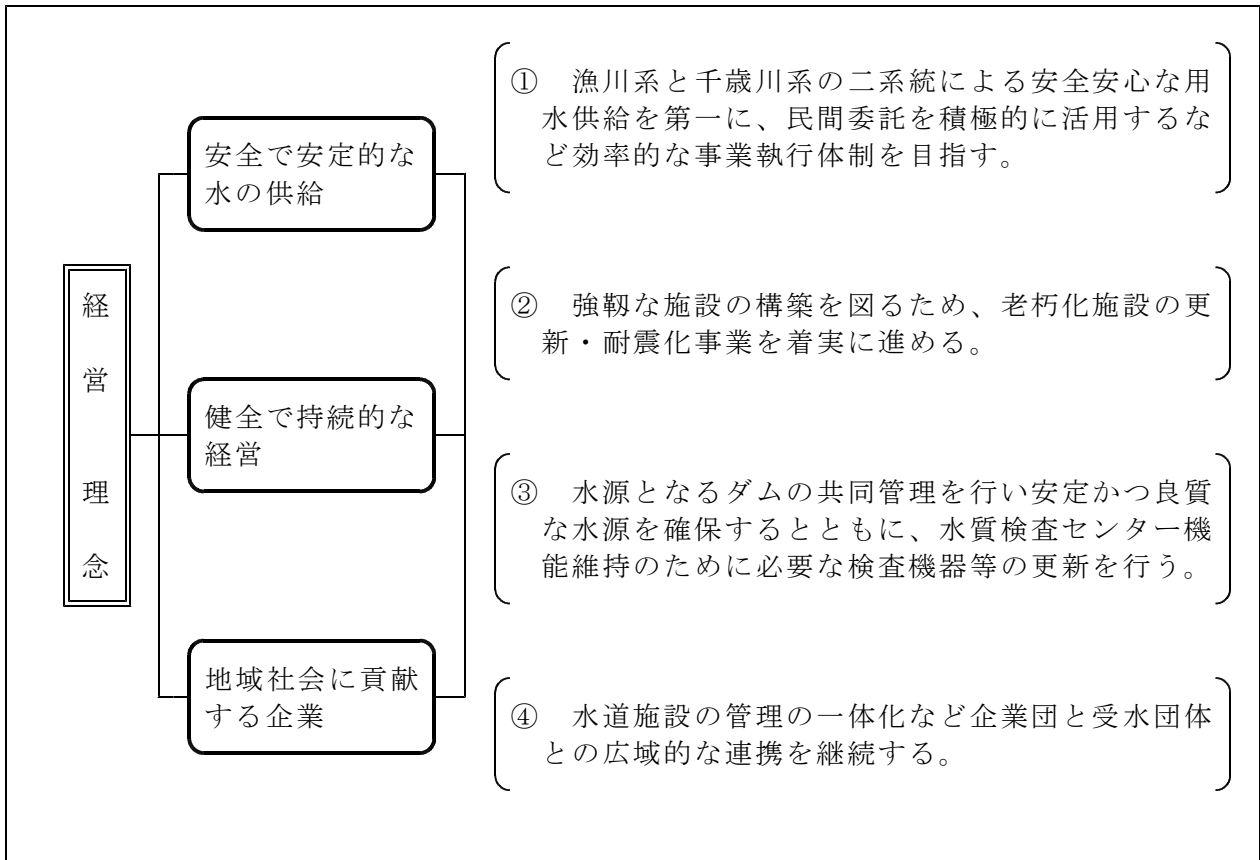 経営理念
安全で安定的な
水の供給
健全で持続的な
経営
地域社会に貢献
する企業
① 漁川系と千歳川系の二系統による安全安心な用
水供給を第一に、民間委託を積極的に活用するな
ど効率的な事業執行体制を目指す。
② 強靱な施設の構築を図るため、老朽化施設の更
新・耐震化事業を着実に進める。
③ 水源となるダムの共同管理を行い安定かつ良質
な水源を確保するとともに、水質検査センター機
能維持のために必要な検査機器等の更新を行う。
④ 水道施設の管理の一体化など企業団と受水団体
との広域的な連携を継続する。